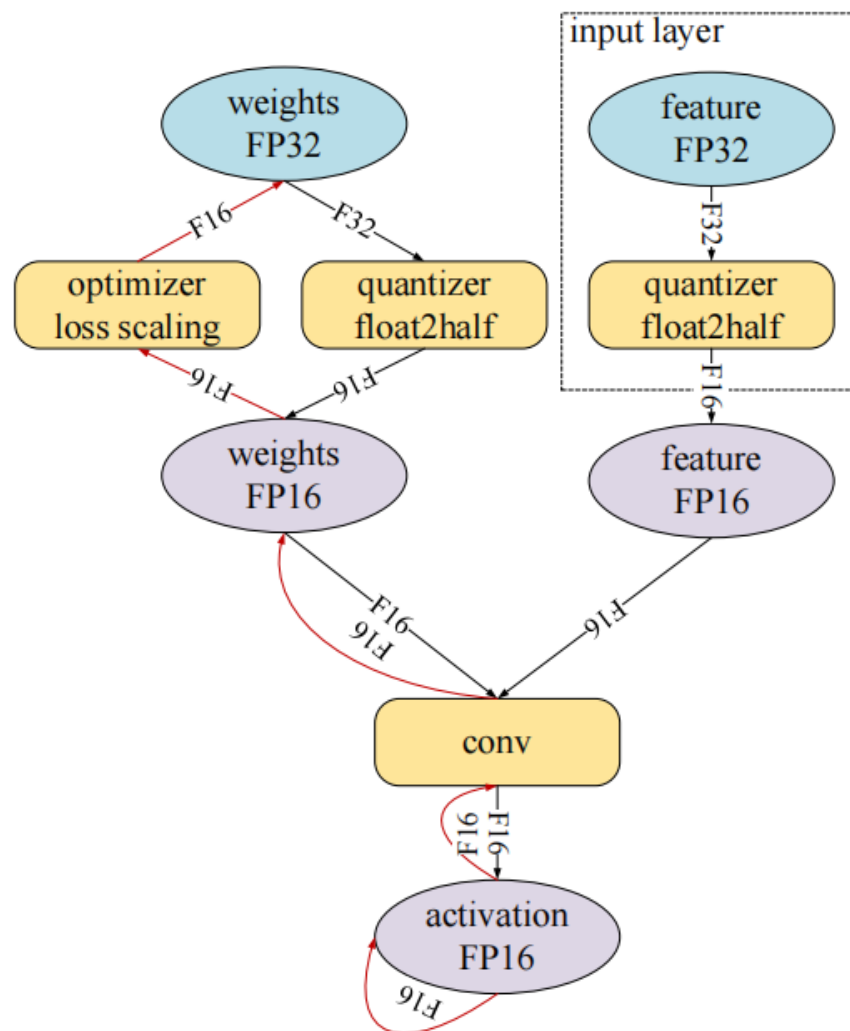 input layer
weights
FP32
feature
FP32
F16
F32
F32
optimizer
loss scaling
quantizer
float2half
quantizer
float2half
F16
F16
F16
weights
FP16
feature
FP16
F16
F16
F16
conv
F16
F16
activation
FP16
F16